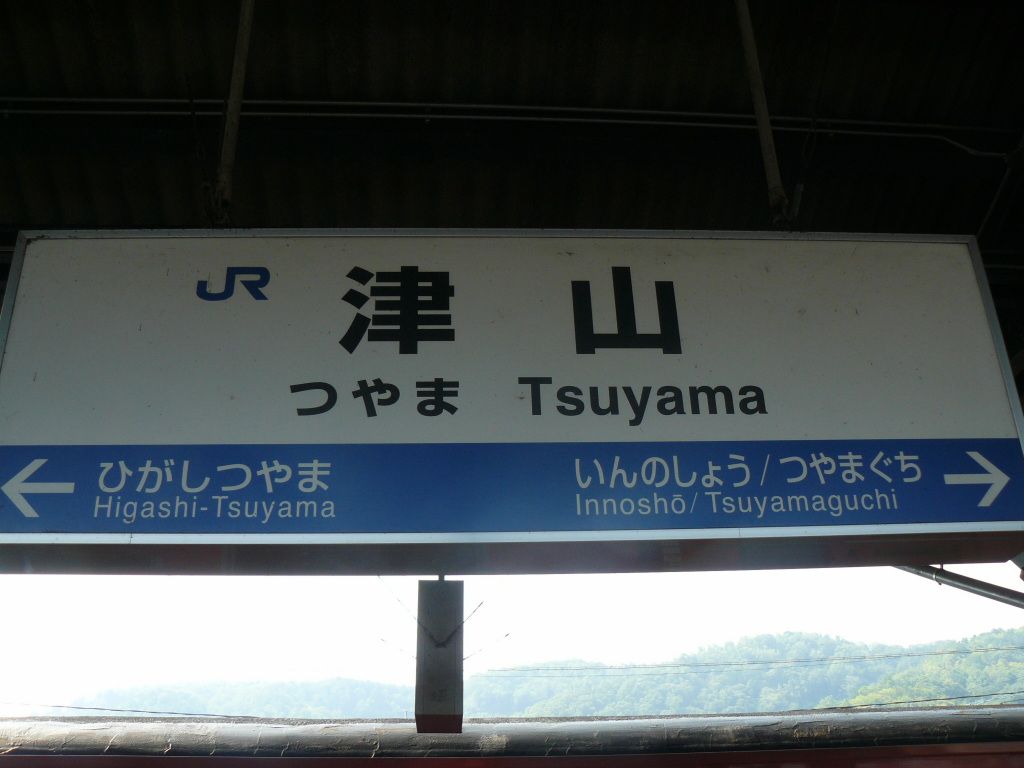 JR 津山
つやま Tsuyama
← ひがしつやま いんのしょう/つやまぐち →
Higashi-Tsuyama Innoshō/Tsuyamaguchi